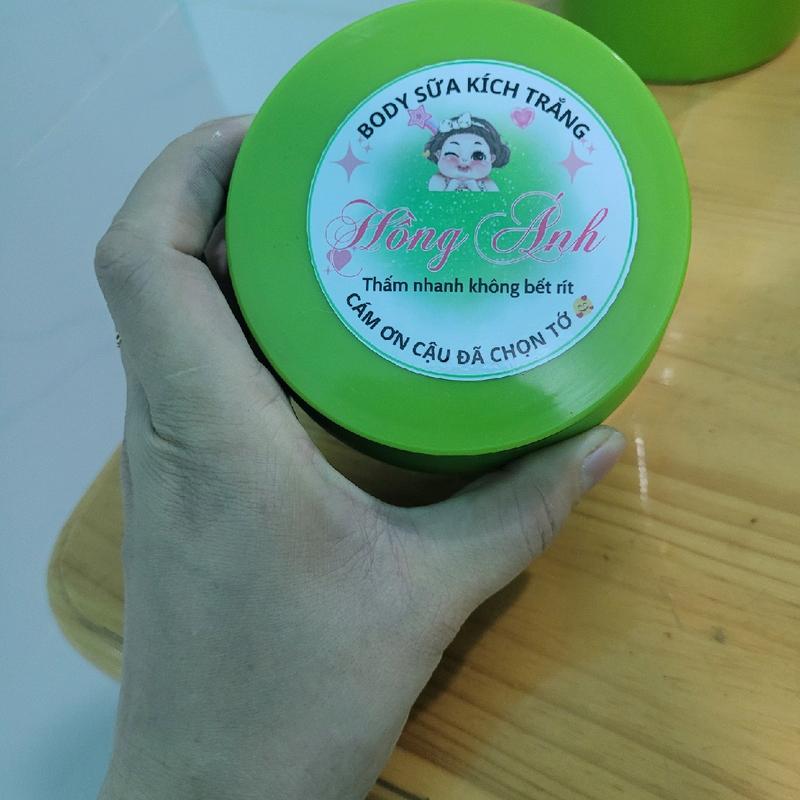 BODY SỮA KÍCH TRẮNG
Hồng Ánh
Thấm nhanh không bết rít
CÁM ƠN CẬU ĐÃ CHỌN TỚ